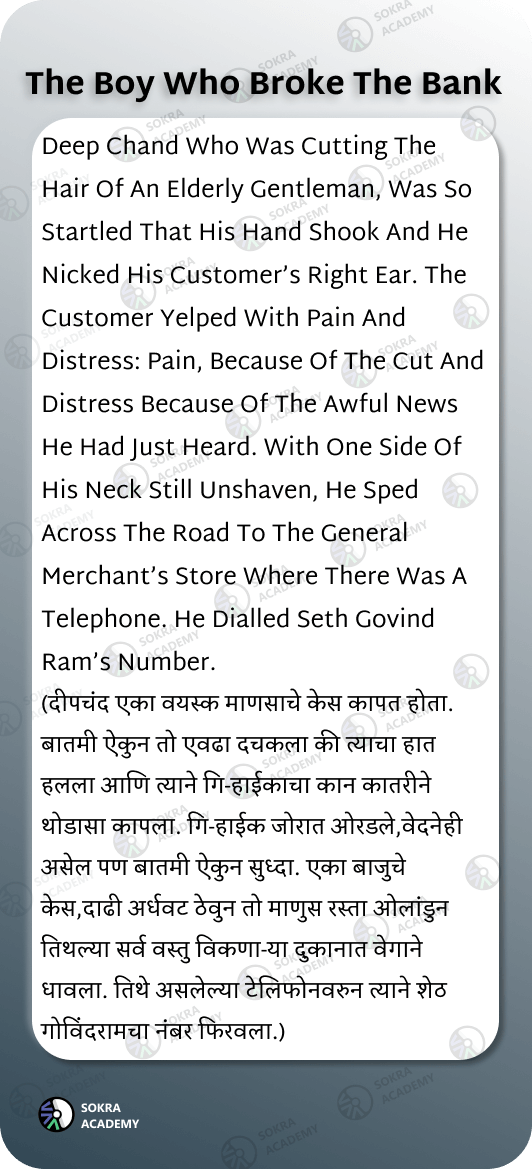 The Boy Who Broke The Bank
Deep Chand Who Was Cutting The
Hair Of An Elderly Gentleman, Was So
Startled That His Hand Shook And He
Nicked His Customer’s Right Ear. The
Customer Yelped With Pain And
Distress: Pain, Because Of The Cut And
Distress Because Of The Awful News
He Had Just Heard. With One Side Of
His Neck Still Unshaven, He Sped
Across The Road To The General
Merchant’s Store Where There Was A
Telephone. He Dialled Seth Govind
Ram’s Number.
(दीपचंद एका वयस्क माणसाचे केस कापत होता.
बातमी ऐकुन तो एवढा दचकला की त्याचा हात
हलला आणि त्याने गि-हाईकाचा कान कातरीने
थोडासा कापला. गि-हाईक जोरात ओरडले,वेदनेही
असेल पण बातमी ऐकुन सुध्दा. एका बाजुचे
केस,दाढी अर्धवट ठेवुन तो माणुस रस्ता ओलांडुन
तिथल्या सर्व वस्तु विकणा-या दुकानात वेगाने
धावला. तिथे असलेल्या टेलिफोनवरुन त्याने शेठ
गोविंदरामचा नंबर फिरवला.)
SOKRA
ACADEMY